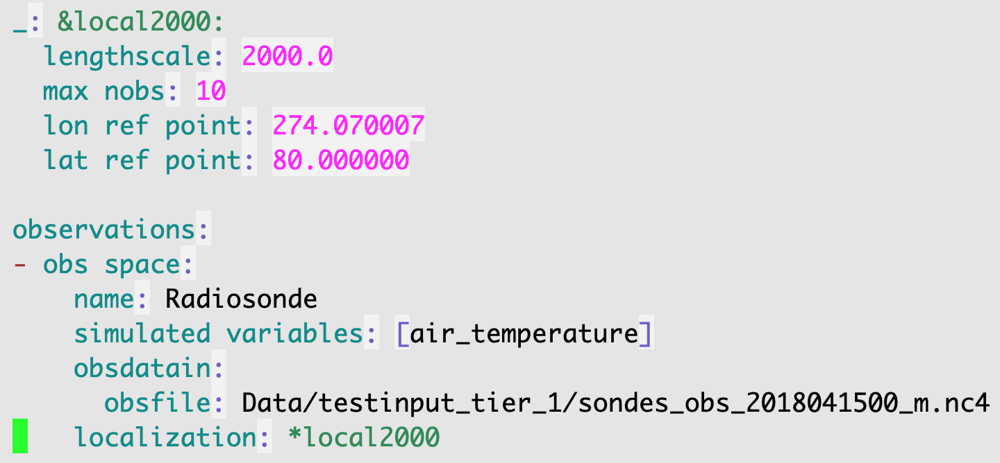 _: &local2000:
  lengthscale: 2000.0
  max nobs: 10
  lon ref point: 274.070007
  lat ref point: 80.000000

observations:
- obs space:
    name: Radiosonde
    simulated variables: [air_temperature]
    obsdatain:
      obsfile: Data/testinput_tier_1/sondes_obs_2018041500_m.nc4
    localization: *local2000